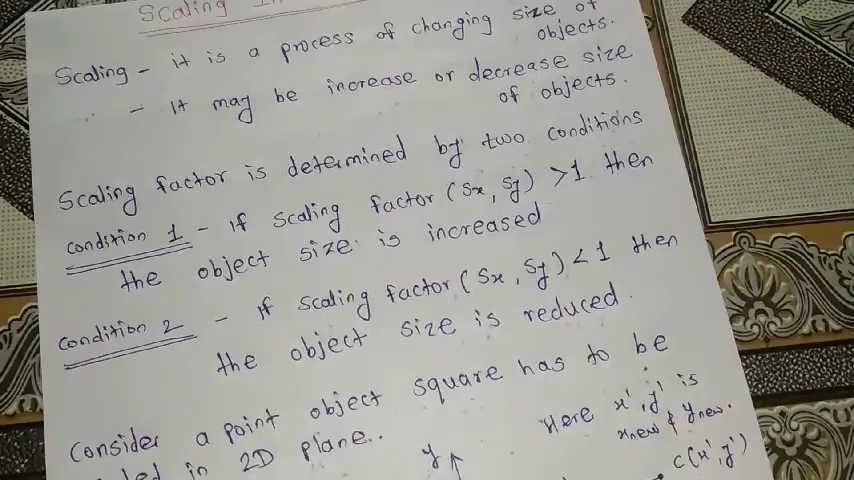 Scaling In
Scaling - it is a process of changing size of
objects.
- It may be increase or decrease size
of objects.
Scaling factor is determined by two conditions
condition 1 - if scaling factor (Sx, Sy) >1 then
the object size is increased
condition 2 - if scaling factor (Sx, Sy) < 1 then
the object size is reduced.
Consider a point object square has to be
in 2D plane..
Here x', y' is
xnew & ynew.
y
c(x', y')